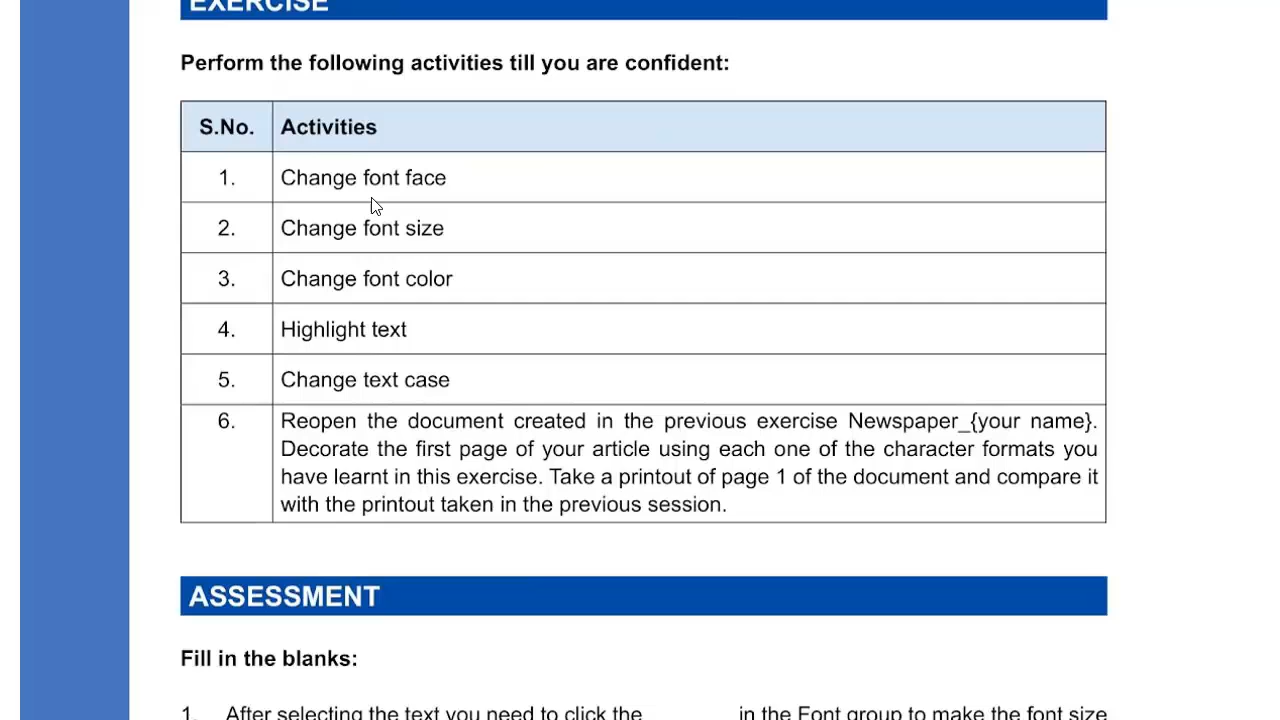 EXERCISE
Perform the following activities till you are confident:
S.No. Activities
1. Change font face
2. Change font size
3. Change font color
4. Highlight text
5. Change text case
6. Reopen the document created in the previous exercise Newspaper_{your name}.
Decorate the first page of your article using each one of the character formats you
have learnt in this exercise. Take a printout of page 1 of the document and compare it
with the printout taken in the previous session.
ASSESSMENT
Fill in the blanks:
1. After selecting the text you need to click the ________ in the Font group to make the font size